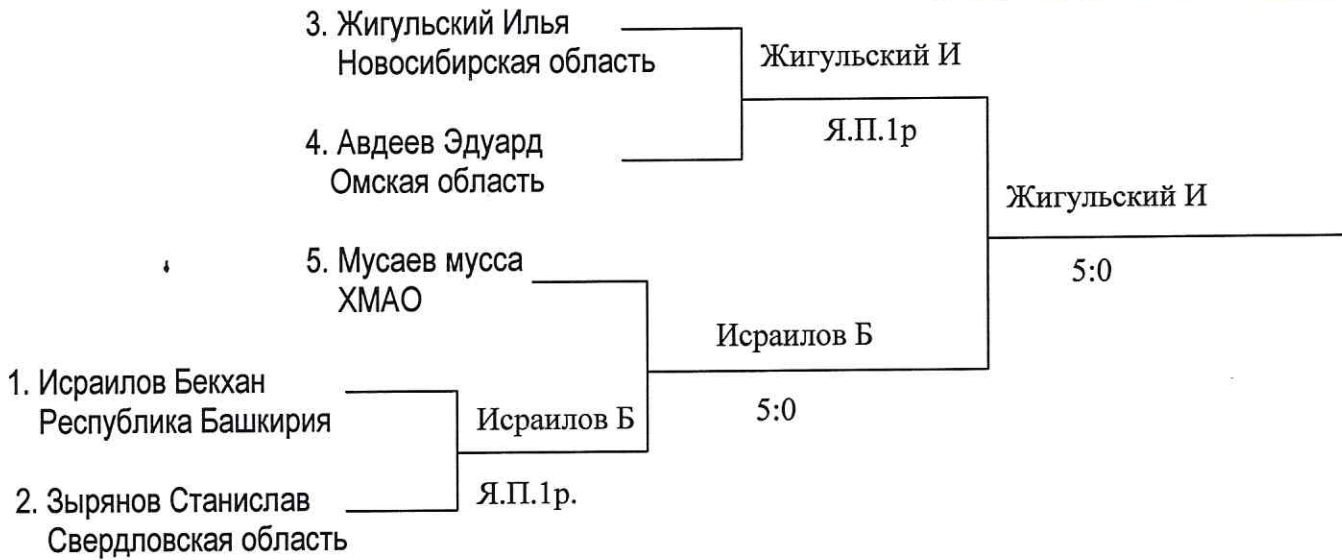 3. Жигульский Илья
Новосибирская область
Жигульский И
Я.П.1р
4. Авдеев Эдуард
Омская область
Жигульский И
5:0
5. Мусаев мусса
ХМАО
Исраилов Б
5:0
1. Исраилов Бекхан
Республика Башкирия
Исраилов Б
Я.П.1р.
2. Зырянов Станислав
Свердловская область